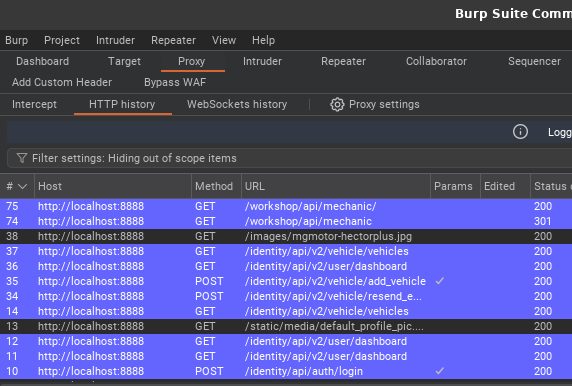 Burp Suite Comm
Burp Project Intruder Repeater View Help
Dashboard Target Proxy Intruder Repeater Collaborator Sequencer
Add Custom Header Bypass WAF
Intercept HTTP history WebSockets history Proxy settings
Logg
Filter settings: Hiding out of scope items
# Host Method URL Params Edited Status
75 http://localhost:8888 GET /workshop/api/mechanic/ 200
74 http://localhost:8888 GET /workshop/api/mechanic 301
38 http://localhost:8888 GET /images/mgmotor-hectorplus.jpg 200
37 http://localhost:8888 GET /identity/api/v2/vehicle/vehicles 200
36 http://localhost:8888 GET /identity/api/v2/user/dashboard 200
35 http://localhost:8888 POST /identity/api/v2/vehicle/add_vehicle ✓ 200
34 http://localhost:8888 POST /identity/api/v2/vehicle/resend_e... 200
14 http://localhost:8888 GET /identity/api/v2/vehicle/vehicles 200
13 http://localhost:8888 GET /static/media/default_profile_pic.... 200
12 http://localhost:8888 GET /identity/api/v2/user/dashboard 200
11 http://localhost:8888 GET /identity/api/v2/user/dashboard 200
10 http://localhost:8888 POST /identity/api/auth/login ✓ 200